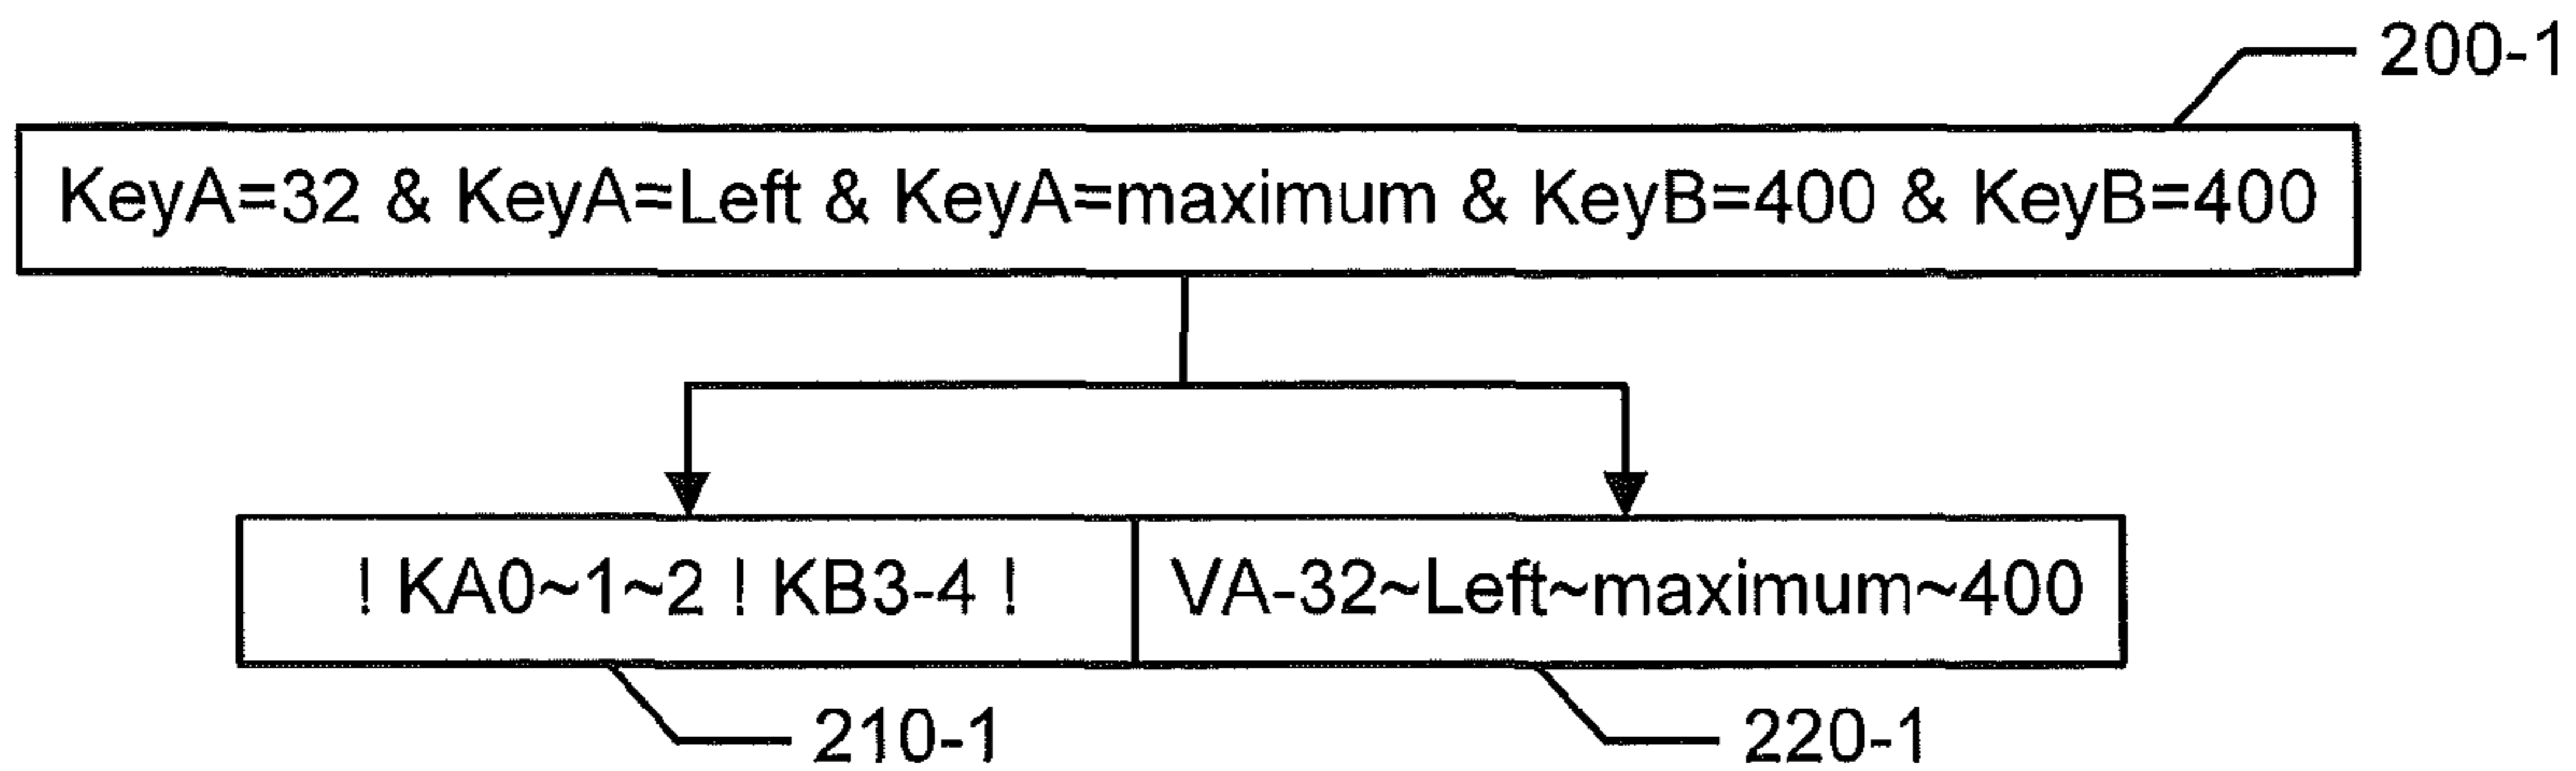 200-1
KeyA=32 & KeyA=Left & KeyA=maximum & KeyB=400 & KeyB=400
! KA0~1~2 ! KB3-4 ! VA-32~Left~maximum~400
210-1 220-1